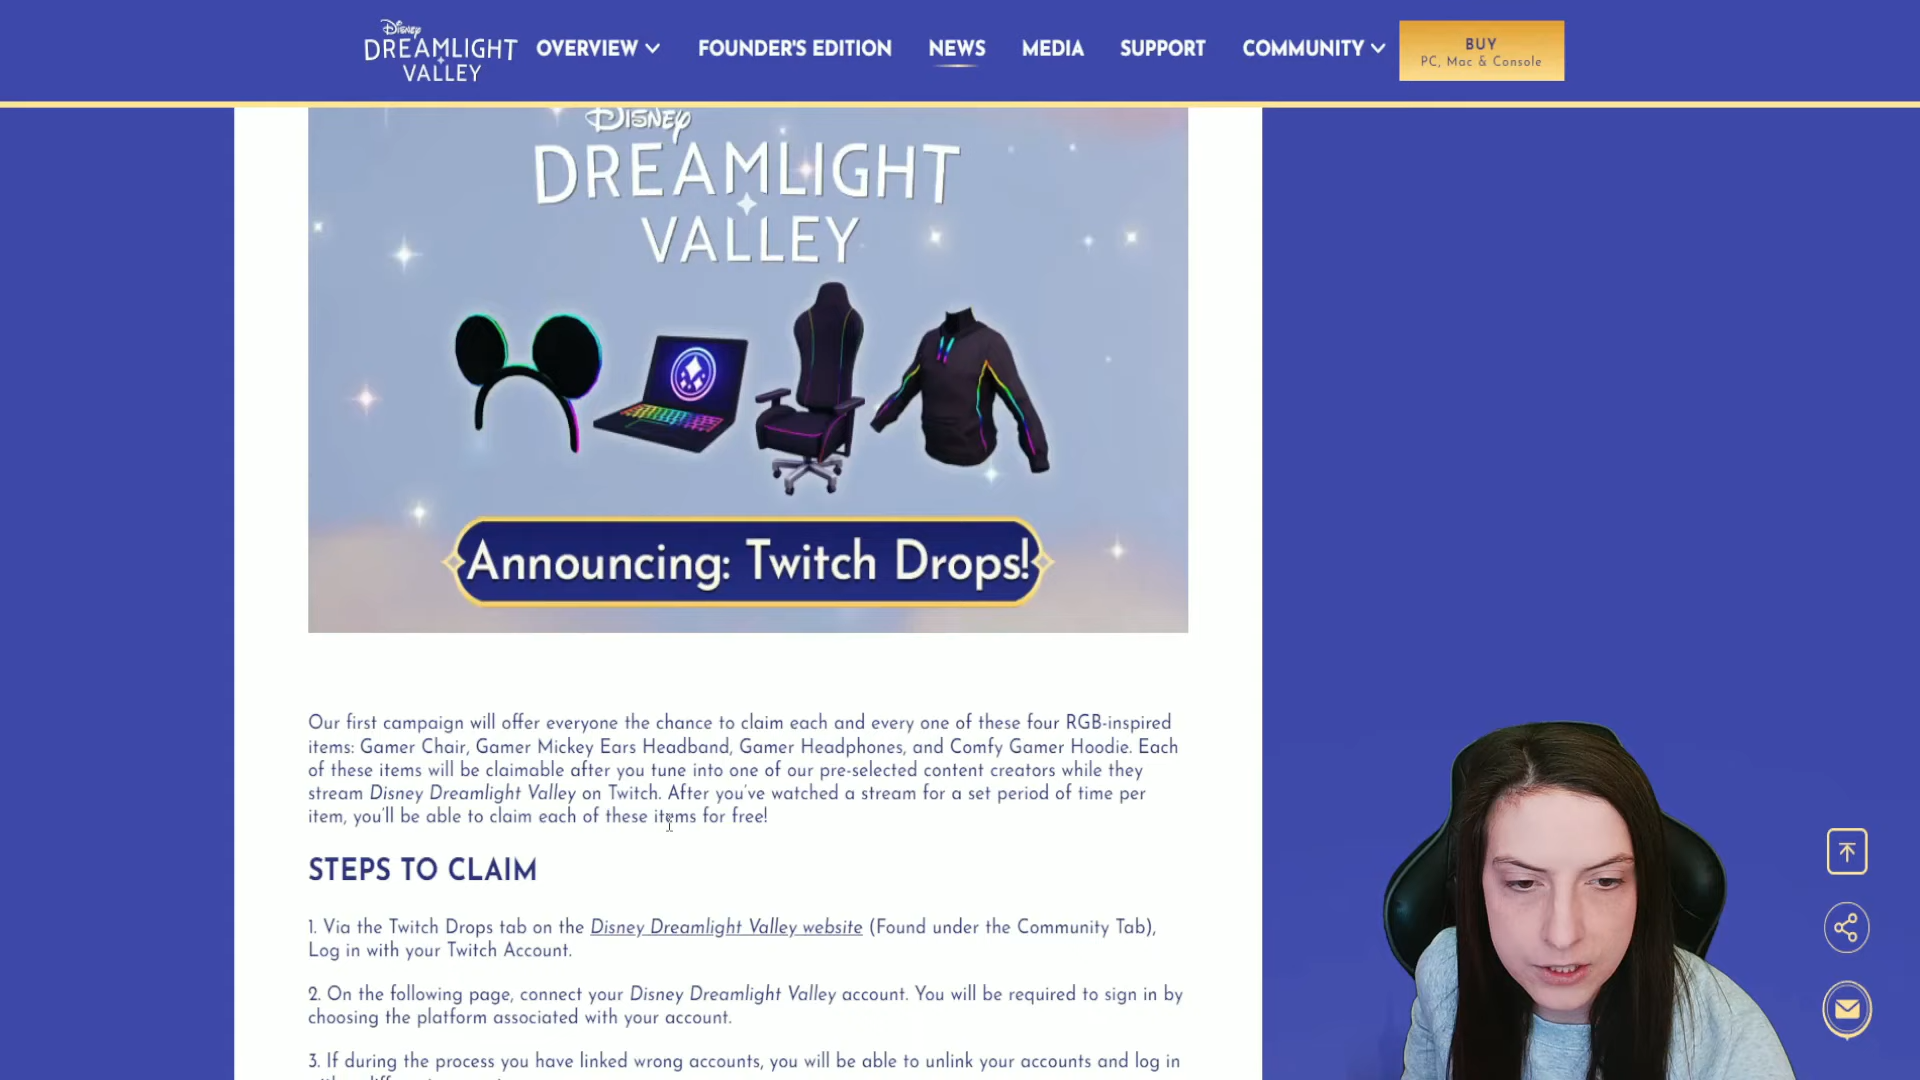 Disney
DREAMLIGHT
VALLEY
OVERVIEW
FOUNDER'S EDITION
NEWS
MEDIA
SUPPORT
COMMUNITY
BUY
PC, Mac & Console
DISNEY
DREAMLIGHT
VALLEY
Announcing: Twitch Drops!
Our first campaign will offer everyone the chance to claim each and every one of these four RGB-inspired
items: Gamer Chair, Gamer Mickey Ears Headband, Gamer Headphones, and Comfy Gamer Hoodie. Each
of these items will be claimable after you tune into one of our pre-selected content creators while they
stream Disney Dreamlight Valley on Twitch. After you've watched a stream for a set period of time per
item, you'll be able to claim each of these items for free!
STEPS TO CLAIM
1. Via the Twitch Drops tab on the Disney Dreamlight Valley website (Found under the Community Tab),
Log in with your Twitch Account.
2. On the following page, connect your Disney Dreamlight Valley account. You will be required to sign in by
choosing the platform associated with your account.
3. If during the process you have linked wrong accounts, you will be able to unlink your accounts and log in